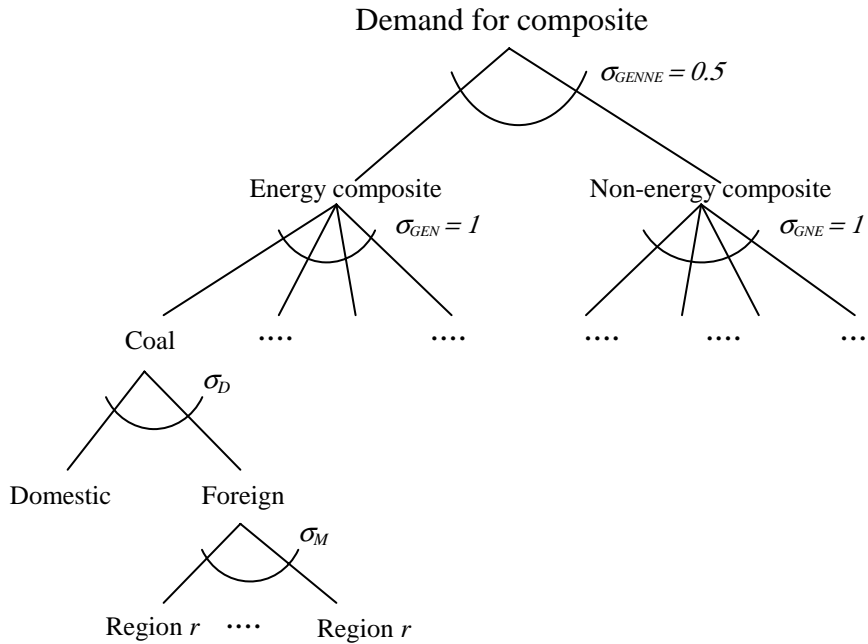 Demand for composite
σGENNE = 0.5
Energy composite
Non-energy composite
σGEN = 1
σGNE = 1
Coal
....
....
....
....
...
σD
Domestic
Foreign
σM
Region r
....
Region r